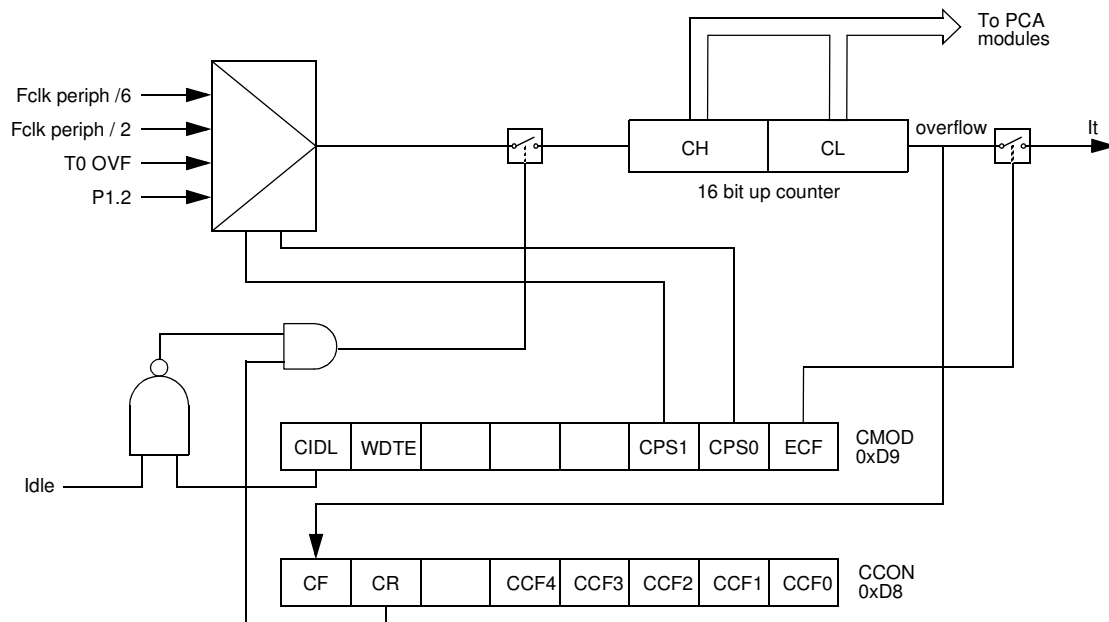 To PCA
modules
Fclk periph /6
Fclk periph / 2
T0 OVF
P1.2
CH
CL
overflow
It
16 bit up counter
CIDL
WDTE
CPS1
CPS0
ECF
CMOD
0xD9
Idle
CF
CR
CCF4
CCF3
CCF2
CCF1
CCF0
CCON
0xD8